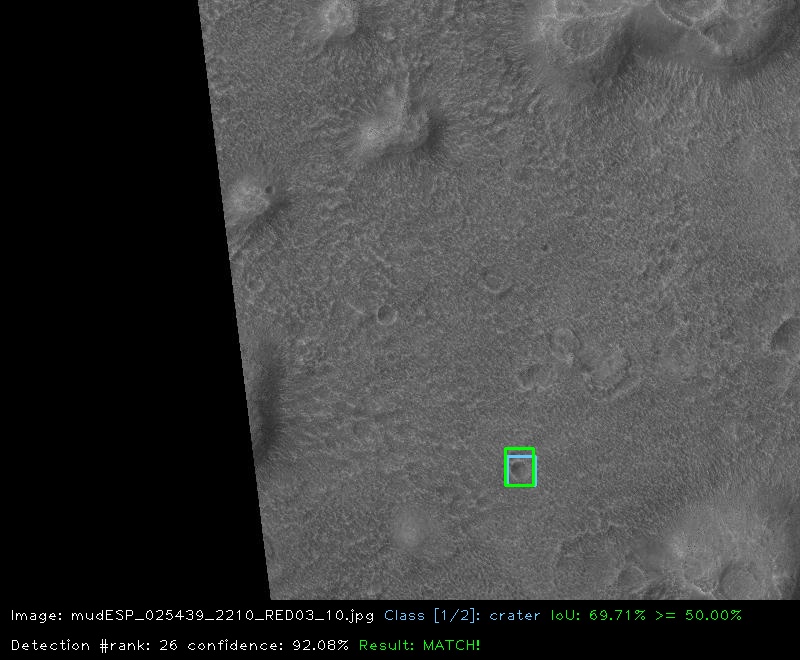 Image: mudESP_025439_2210_RED03_10.jpg Class [1/2]: crater IoU: 69.71% >= 50.00%
Detection #rank: 26 confidence: 92.08% Result: MATCH!